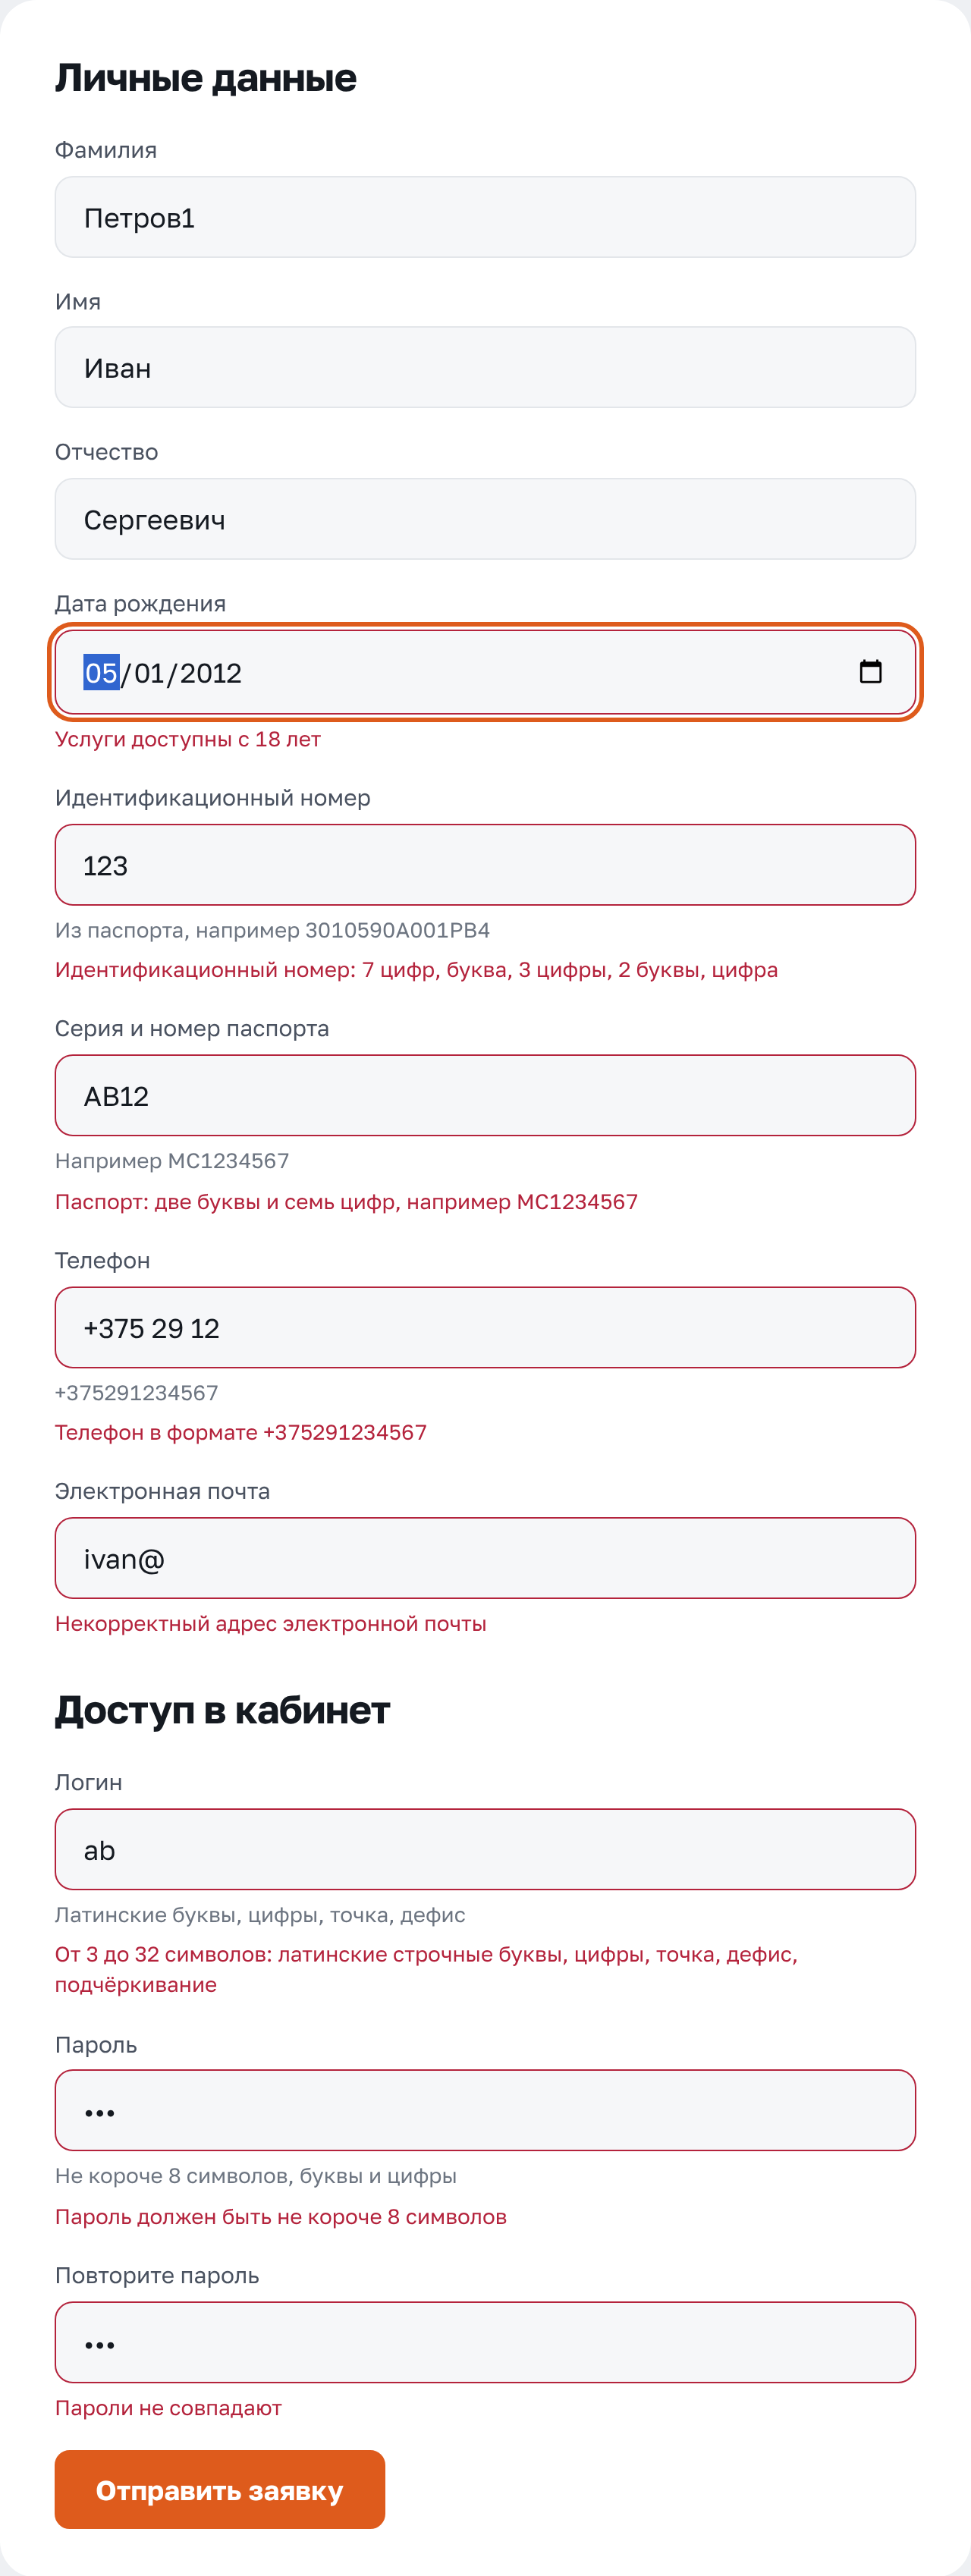 Личные данные
Фамилия
Петров1
Имя
Иван
Отчество
Сергеевич
Дата рождения
05/01/2012
Услуги доступны с 18 лет
Идентификационный номер
123
Из паспорта, например 3010590A001PB4
Идентификационный номер: 7 цифр, буква, 3 цифры, 2 буквы, цифра
Серия и номер паспорта
AB12
Например MC1234567
Паспорт: две буквы и семь цифр, например MC1234567
Телефон
+375 29 12
+375291234567
Телефон в формате +375291234567
Электронная почта
ivan@
Некорректный адрес электронной почты
Доступ в кабинет
Логин
ab
Латинские буквы, цифры, точка, дефис
От 3 до 32 символов: латинские строчные буквы, цифры, точка, дефис,
подчёркивание
Пароль
•••
Не короче 8 символов, буквы и цифры
Пароль должен быть не короче 8 символов
Повторите пароль
•••
Пароли не совпадают
Отправить заявку